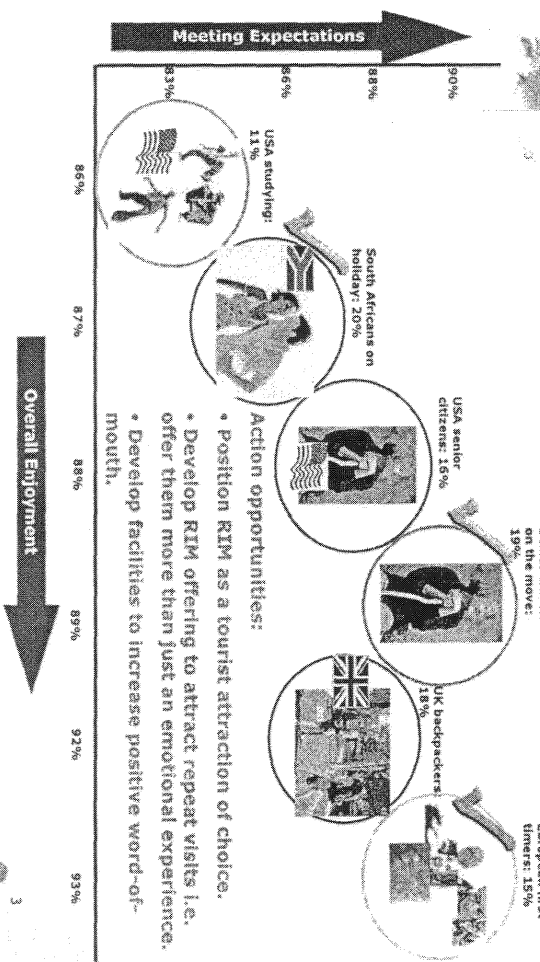 Meeting Expectations
90%
88%
86%
83%
on the move:
19%
timers: 15%
USA senior
citizens: 16%
UK backpackers:
18%
South Africans on
holiday: 20%
USA studying:
11%
Action opportunities:
• Position RIM as a tourist attraction of choice.
• Develop RIM offering to attract repeat visits i.e.
offer them more than just an emotional experience.
• Develop facilities to increase positive word-of-
mouth.
86%
87%
88%
89%
92%
93%
Overall Enjoyment
3